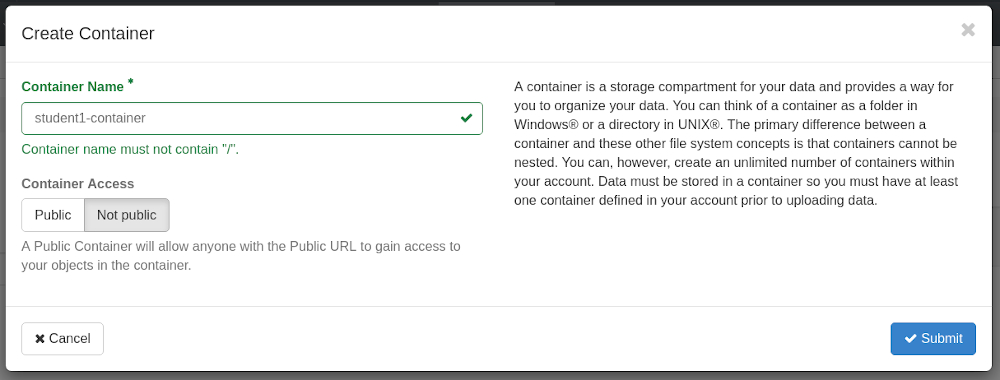 Create Container
Container Name *
student1-container
Container name must not contain "/".
Container Access
Public
Not public
A Public Container will allow anyone with the Public URL to gain access to
your objects in the container.
A container is a storage compartment for your data and provides a way for
you to organize your data. You can think of a container as a folder in
Windows® or a directory in UNIX®. The primary difference between a
container and these other file system concepts is that containers cannot be
nested. You can, however, create an unlimited number of containers within
your account. Data must be stored in a container so you must have at least
one container defined in your account prior to uploading data.
Cancel
Submit